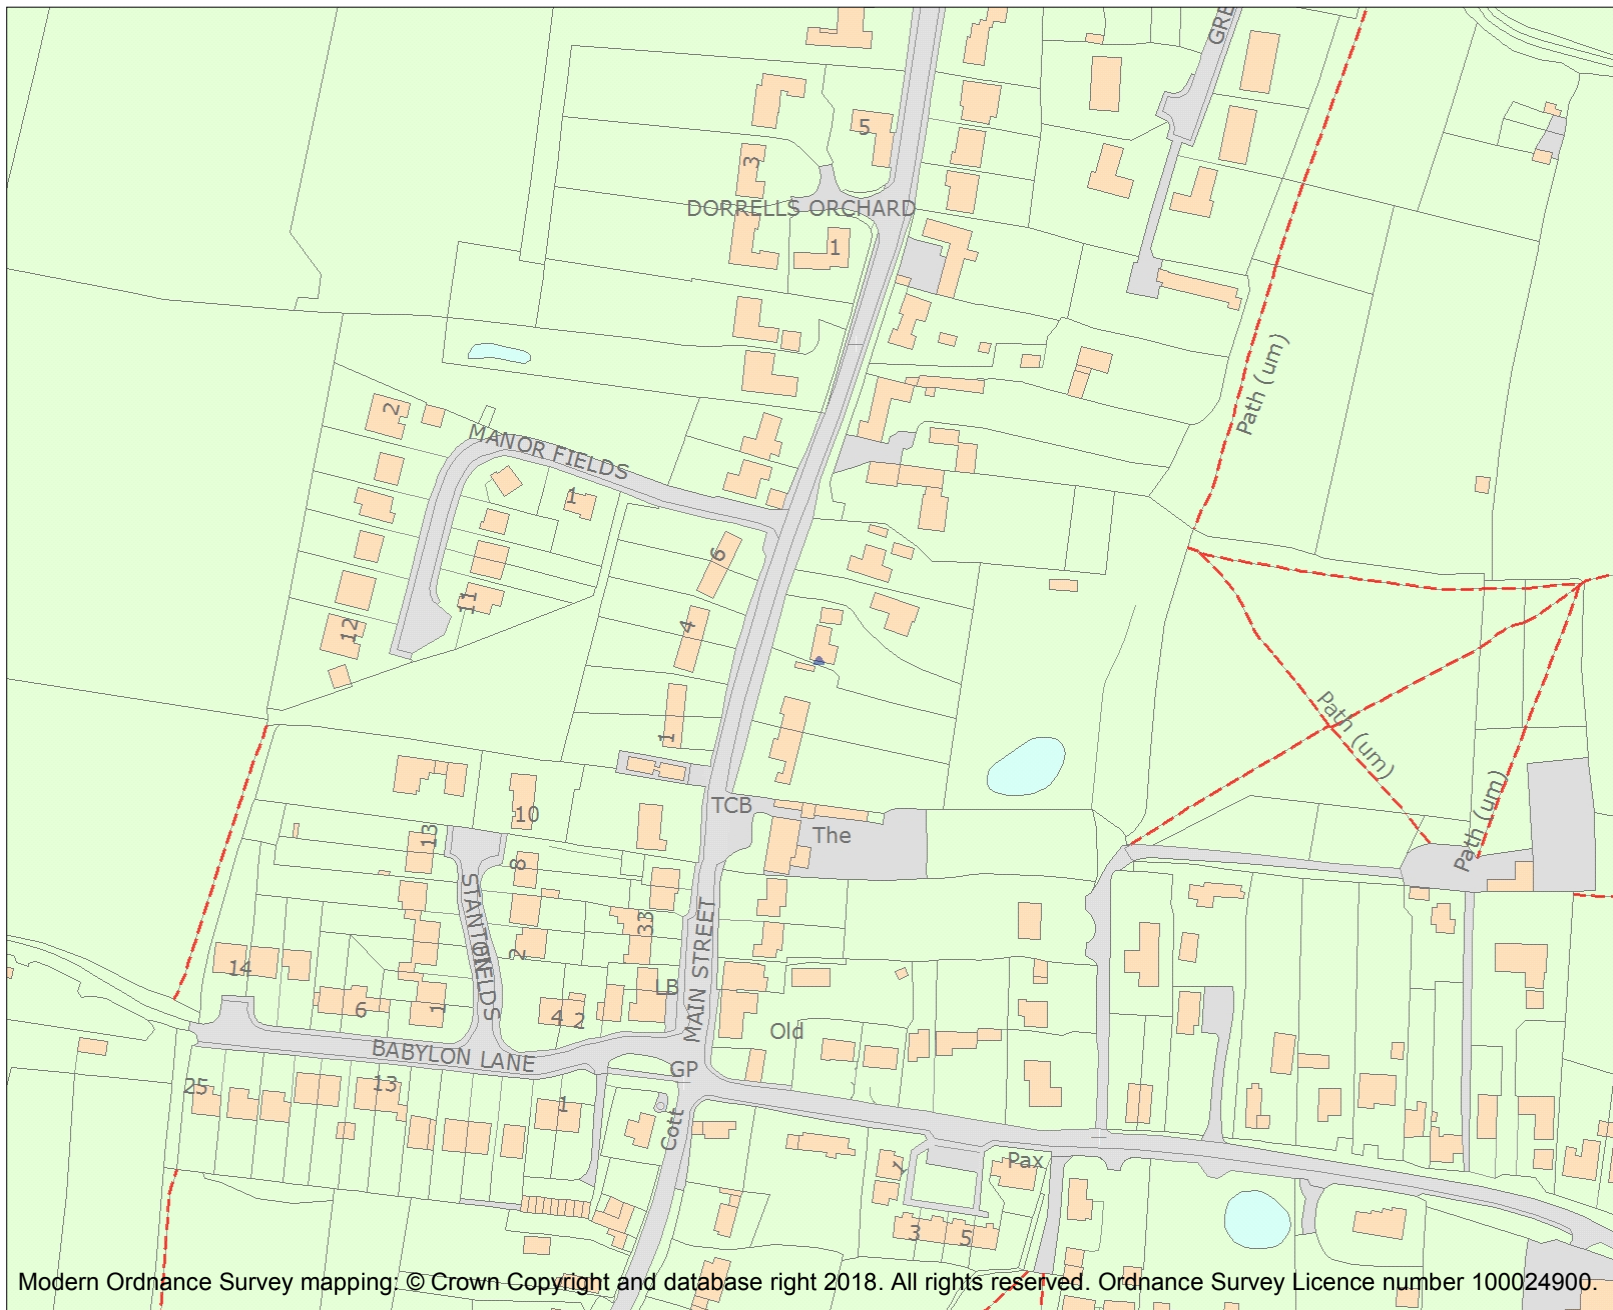 GRE
5
3
DORRELLS ORCHARD
1
Path (um)
2
MANOR FIELDS
1
6
11
4
12
1
Path (um)
Path (um)
TCB
10
The
13
8
STANTON
FIELDS
33
2
MAIN STREET
14
LB
6
1
4
2
Old
BABYLON LANE
GP
25
13
1
Cott
Pax
1
3
5
Modern Ordnance Survey mapping: © Crown Copyright and database right 2018. All rights reserved. Ordnance Survey Licence number 100024900.